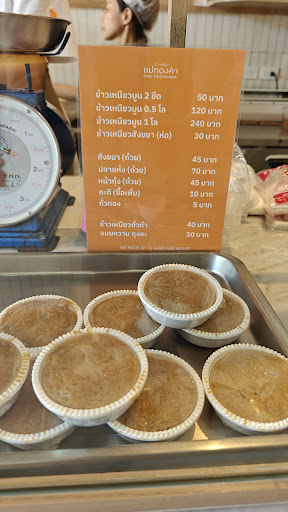 แม่ทองคำ
ข้าวเหนียวมูน 2 ขีด 50 บาท
ข้าวเหนียวมูน 0.5 โล 120 บาท
ข้าวเหนียวมูน 1 โล 240 บาท
ข้าวเหนียวสังขยา (ห่อ) 30 บาท
สังขยา (ถ้วย) 45 บาท
ปลาแห้ง (ถ้วย) 70 บาท
หน้ากุ้ง (ถ้วย) 45 บาท
กะทิ (ซื้อเพิ่ม) 10 บาท
ถั่วทอง 5 บาท
ข้าวเหนียวถั่วดำ 40 บาท
ขนมหวาน ถุงละ 30 บาท
WE MADE WITH HAND AND HEART